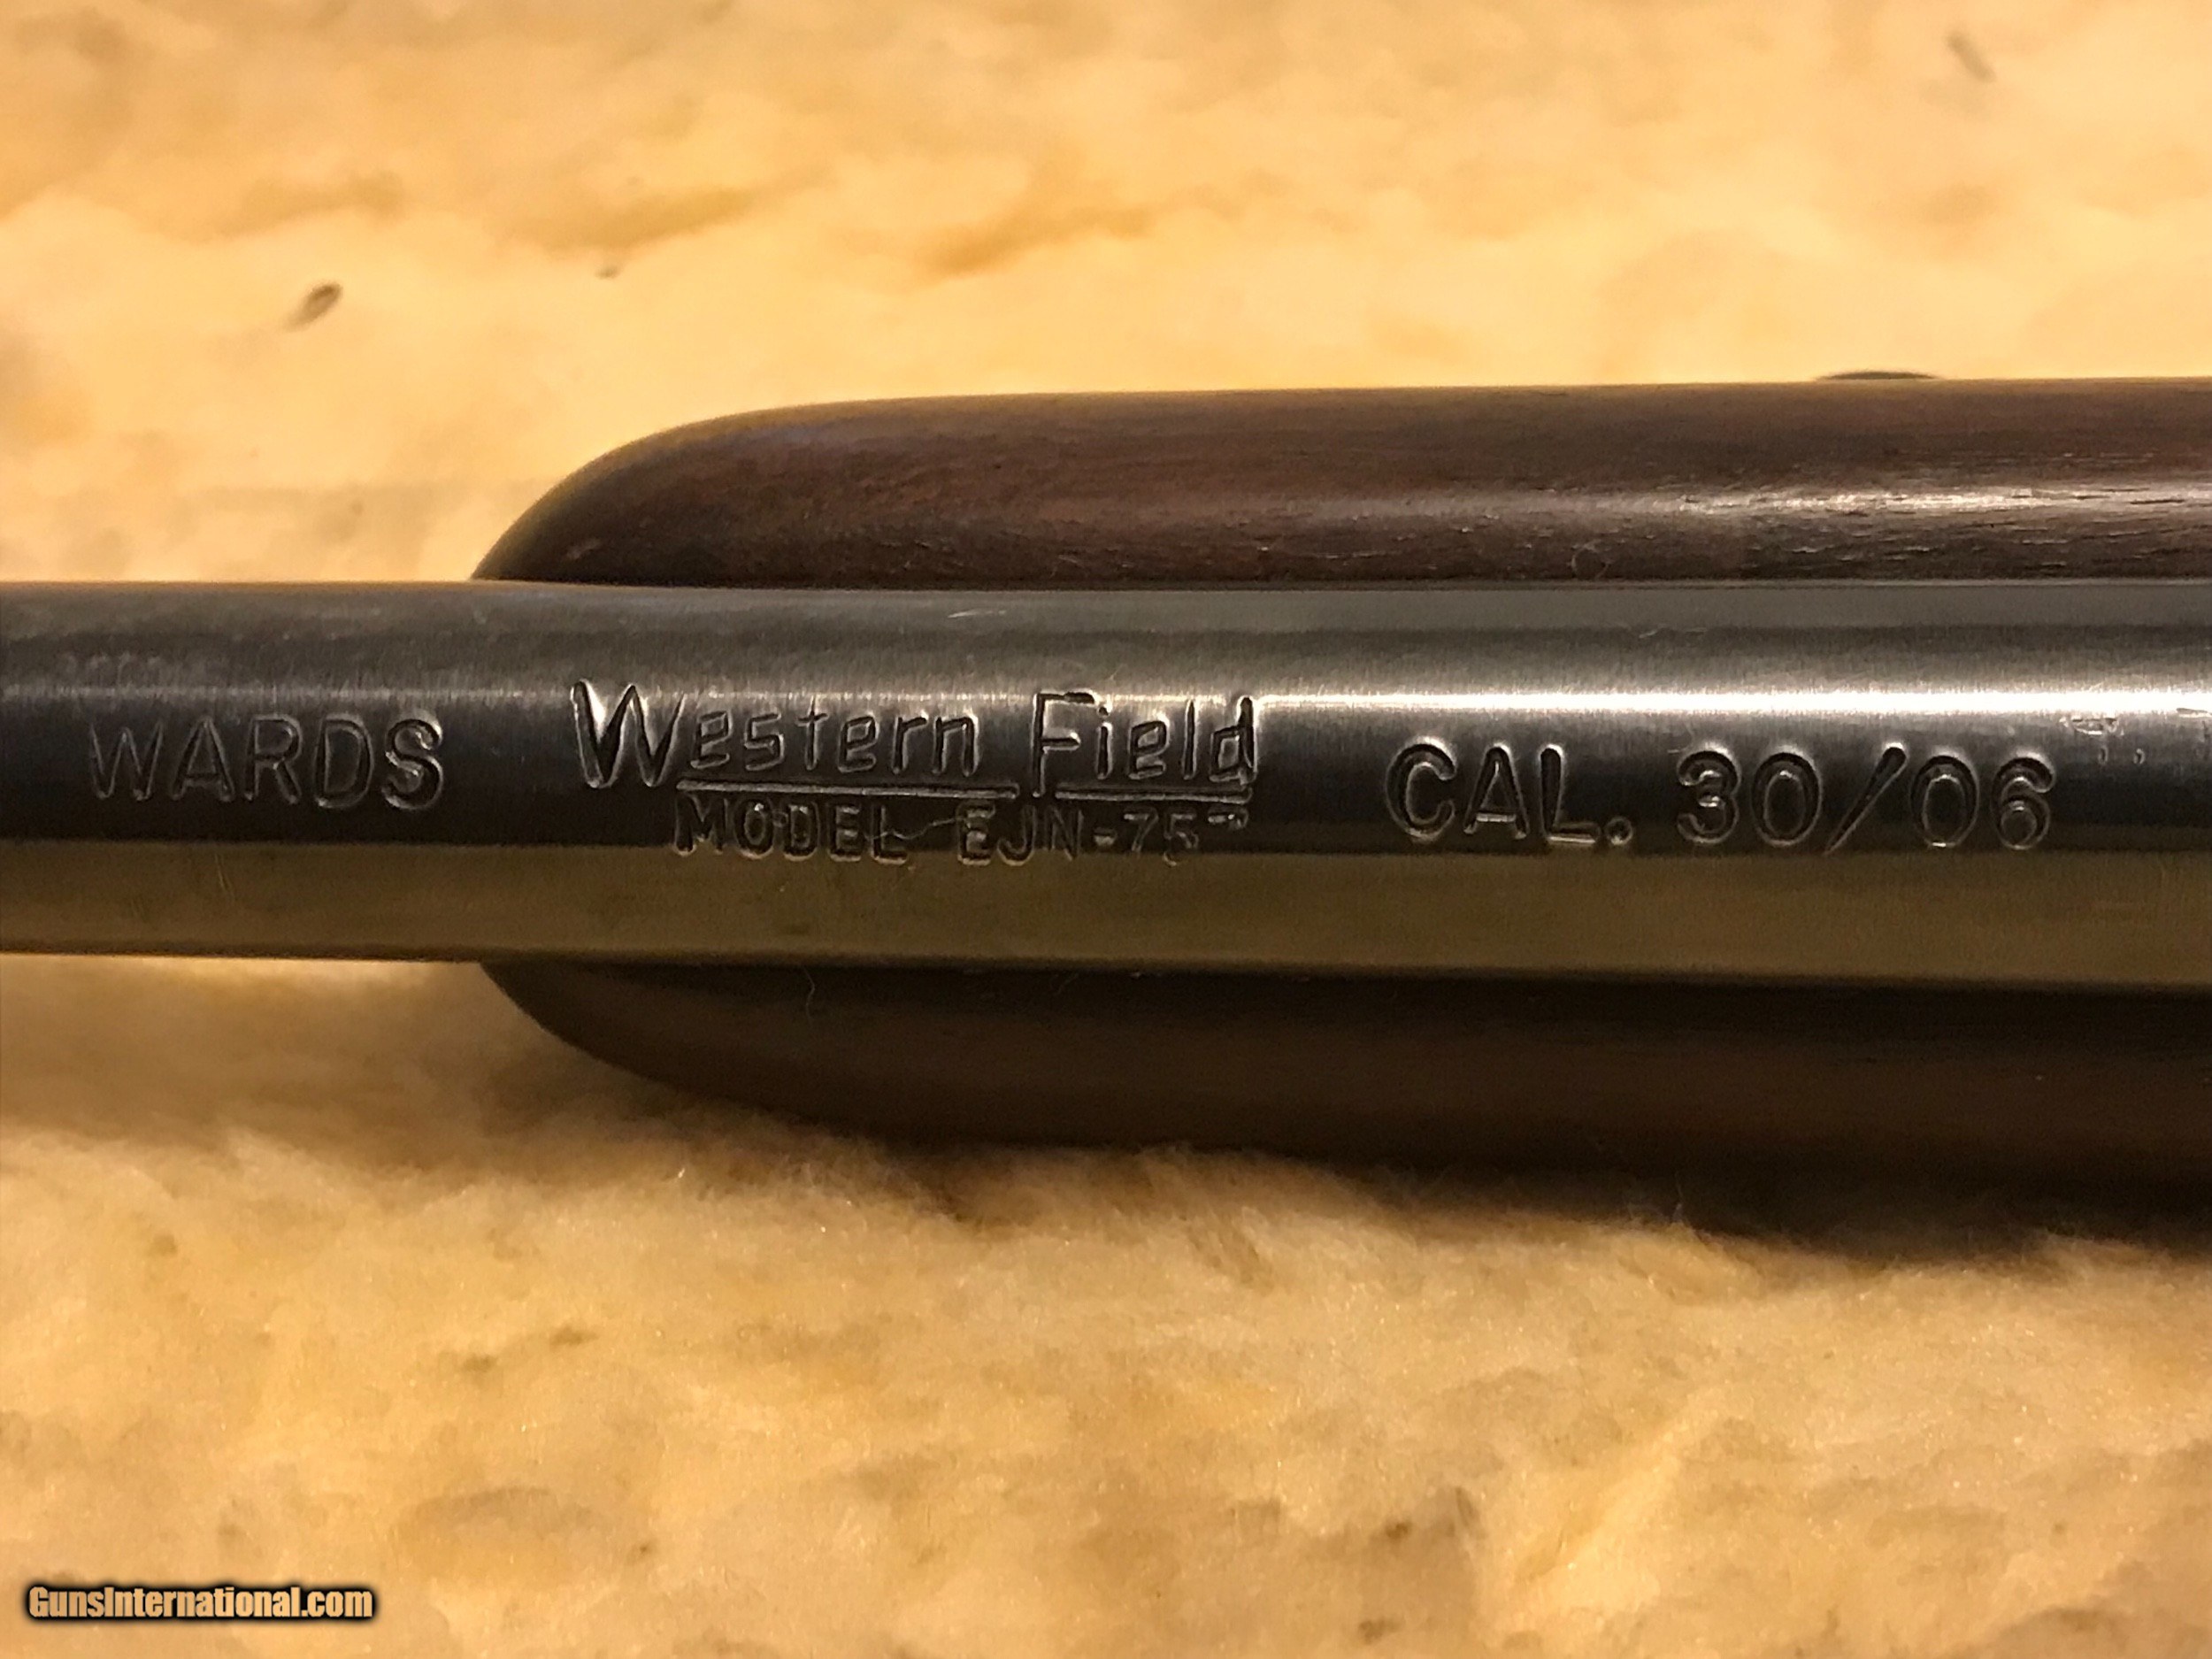 WARDS Western Field CAL. 30/06
MODEL EJN-75
GunsInternational.com